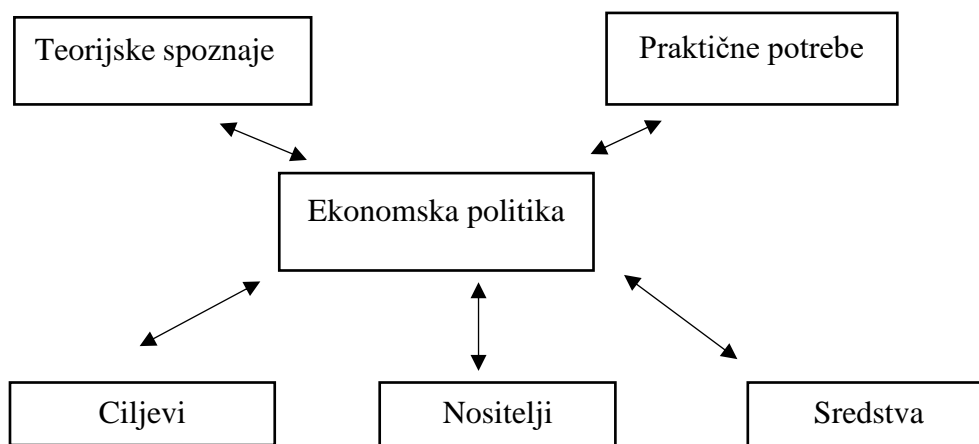 Teorijske spoznaje
Praktične potrebe
Ekonomska politika
Ciljevi
Nositelji
Sredstva